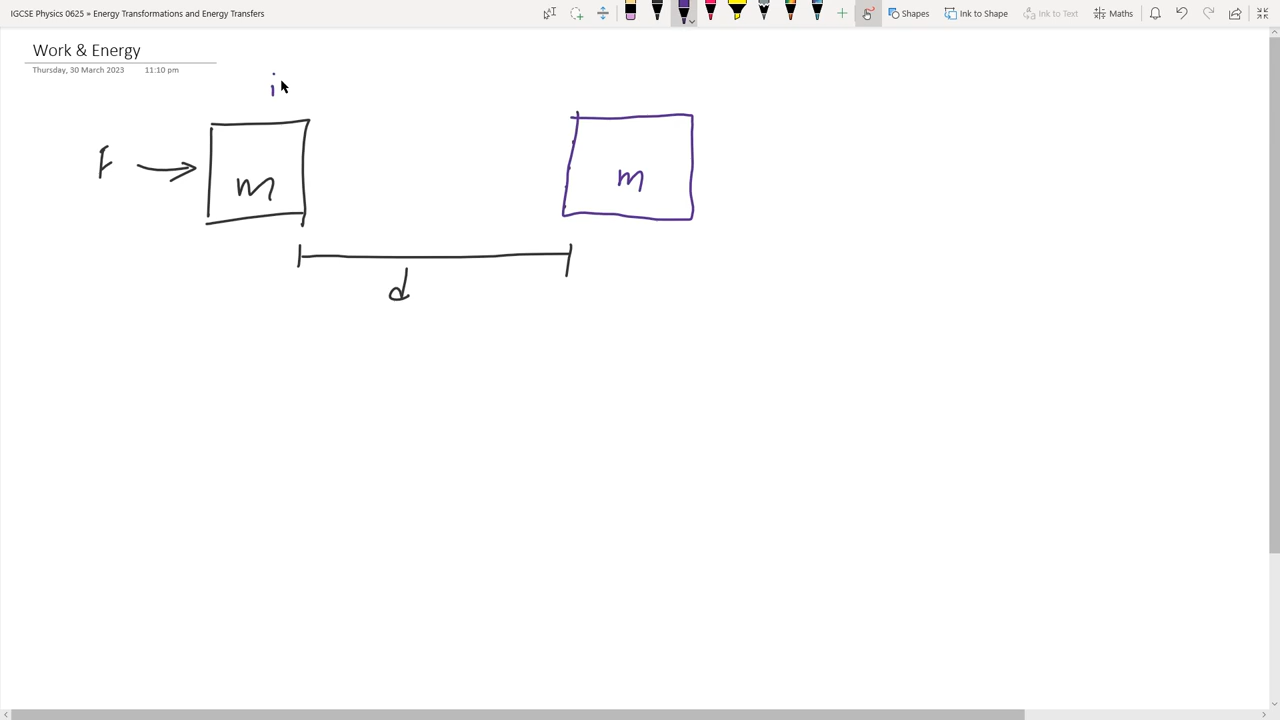 IGCSE Physics 0625 > Energy Transformations and Energy Transfers
Shapes
Ink to Shape
Ink to Text
Maths
Work & Energy
Thursday, 30 March 2023 11:10 pm
i
F
m
m
d